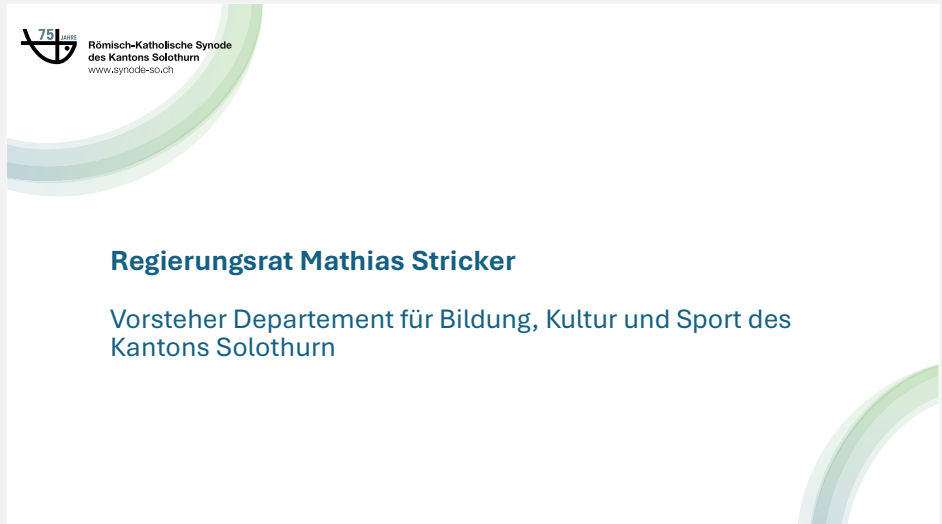 75 JAHRE
Römisch-Katholische Synode
des Kantons Solothurn
www.synode-so.ch
Regierungsrat Mathias Stricker
Vorsteher Departement für Bildung, Kultur und Sport des
Kantons Solothurn